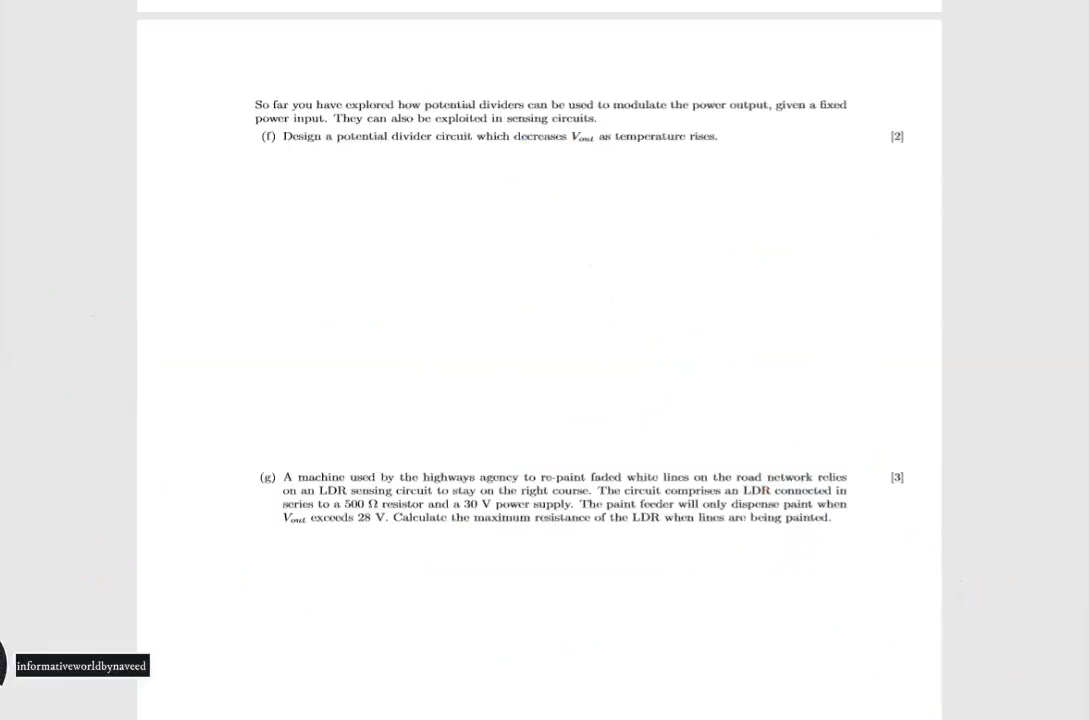 So far you have explored how potential dividers can be used to modulate the power output, given a fixed
power input. They can also be exploited in sensing circuits.
(f) Design a potential divider circuit which decreases Vout as temperature rises. [2]
(g) A machine used by the highways agency to re-paint faded white lines on the road network relies [3]
on an LDR sensing circuit to stay on the right course. The circuit comprises an LDR connected in
series to a 500 Ω resistor and a 30 V power supply. The paint feeder will only dispense paint when
Vout exceeds 28 V. Calculate the maximum resistance of the LDR when lines are being painted.
informativeworldbynaveed